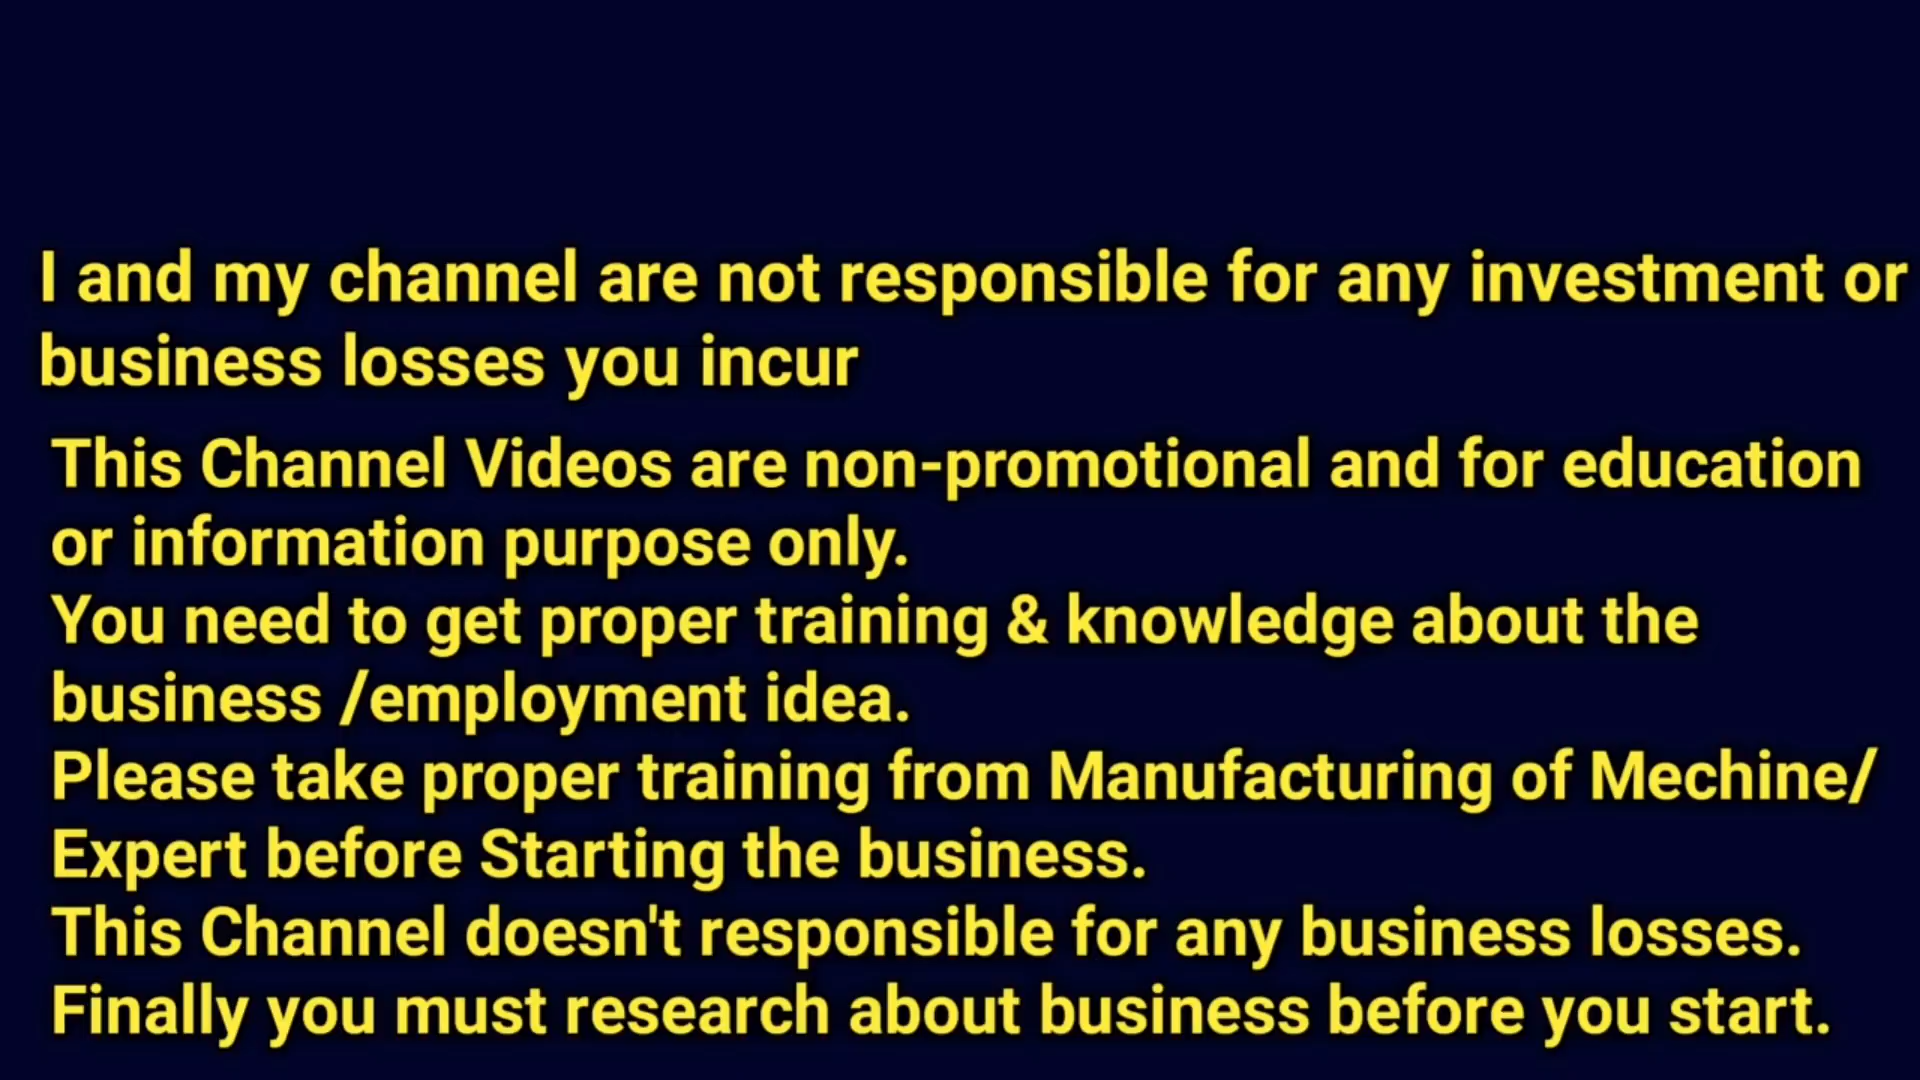 I and my channel are not responsible for any investment or
business losses you incur
This Channel Videos are non-promotional and for education
or information purpose only.
You need to get proper training & knowledge about the
business /employment idea.
Please take proper training from Manufacturing of Mechine/
Expert before Starting the business.
This Channel doesn't responsible for any business losses.
Finally you must research about business before you start.